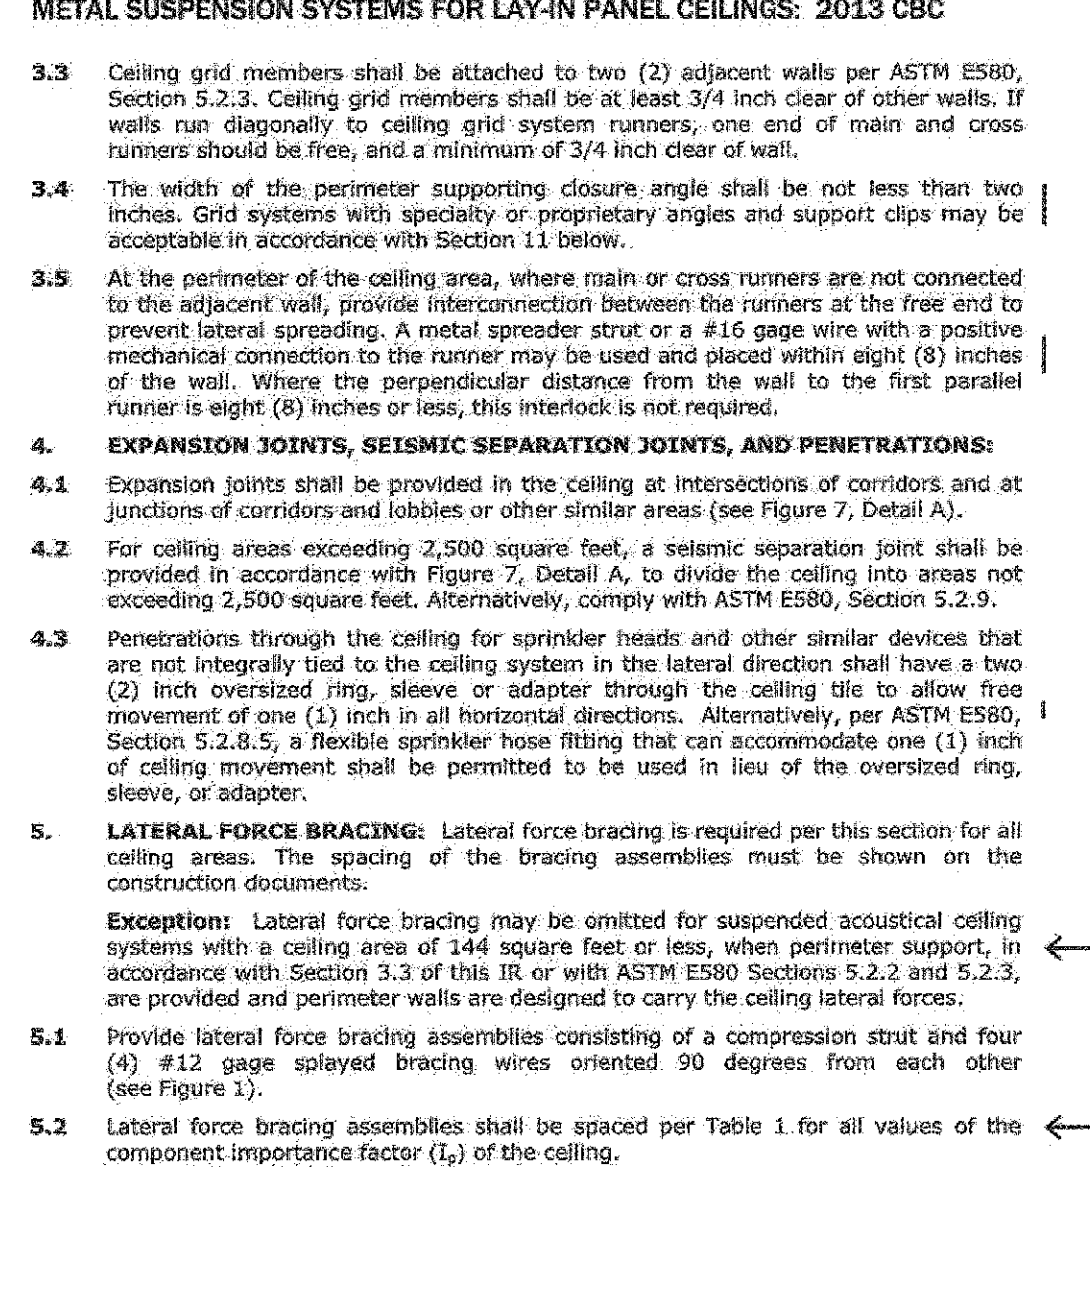 METAL SUSPENSION SYSTEMS FOR LAY-IN PANEL CEILINGS: 2013 CBC
3.3 Ceiling grid members shall be attached to two (2) adjacent walls per ASTM E580,
Section 5.2.3. Ceiling grid members shall be at least 3/4 inch clear of other walls. If
walls run diagonally to ceiling grid system runners, one end of main and cross
runners should be free, and a minimum of 3/4 inch clear of wall.
3.4 The width of the perimeter supporting closure angle shall be not less than two
inches. Grid systems with specialty or proprietary angles and support clips may be
acceptable in accordance with Section 11 below.
3.5 At the perimeter of the ceiling area, where main or cross runners are not connected
to the adjacent wall, provide interconnection between the runners at the free end to
prevent lateral spreading. A metal spreader strut or a #16 gage wire with a positive
mechanical connection to the runner may be used and placed within eight (8) inches
of the wall. Where the perpendicular distance from the wall to the first parallel
runner is eight (8) inches or less, this interlock is not required.
4. EXPANSION JOINTS, SEISMIC SEPARATION JOINTS, AND PENETRATIONS:
4.1 Expansion joints shall be provided in the ceiling at intersections of corridors and at
junctions of corridors and lobbies or other similar areas (see Figure 7, Detail A).
4.2 For ceiling areas exceeding 2,500 square feet, a seismic separation joint shall be
provided in accordance with Figure 7, Detail A, to divide the ceiling into areas not
exceeding 2,500 square feet. Alternatively, comply with ASTM E580, Section 5.2.9.
4.3 Penetrations through the ceiling for sprinkler heads and other similar devices that
are not integrally tied to the ceiling system in the lateral direction shall have a two
(2) inch oversized ring, sleeve or adapter through the ceiling tile to allow free
movement of one (1) inch in all horizontal directions. Alternatively, per ASTM E580,
Section 5.2.8.5, a flexible sprinkler hose fitting that can accommodate one (1) inch
of ceiling movement shall be permitted to be used in lieu of the oversized ring,
sleeve, or adapter.
5. LATERAL FORCE BRACING: Lateral force bracing is required per this section for all
ceiling areas. The spacing of the bracing assemblies must be shown on the
construction documents.
Exception: Lateral force bracing may be omitted for suspended acoustical ceiling
systems with a ceiling area of 144 square feet or less, when perimeter support, in
accordance with Section 3.3 of this IR or with ASTM E580 Sections 5.2.2 and 5.2.3,
are provided and perimeter walls are designed to carry the ceiling lateral forces.
5.1 Provide lateral force bracing assemblies consisting of a compression strut and four
(4) #12 gage splayed bracing wires oriented 90 degrees from each other
(see Figure 1).
5.2 Lateral force bracing assemblies shall be spaced per Table 1 for all values of the
component importance factor (Ip) of the ceiling.